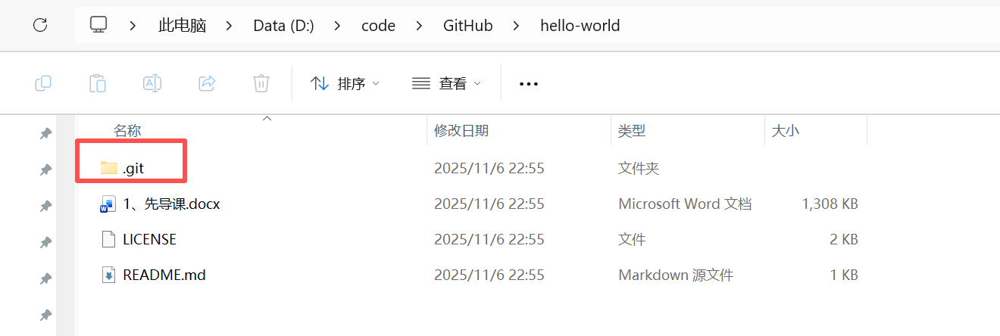 此电脑 > Data (D:) > code > GitHub > hello-world
排序 查看
名称 修改日期 类型 大小
.git 2025/11/6 22:55 文件夹
1、先导课.docx 2025/11/6 22:55 Microsoft Word 文档 1,308 KB
LICENSE 2025/11/6 22:55 文件 2 KB
README.md 2025/11/6 22:55 Markdown 源文件 1 KB